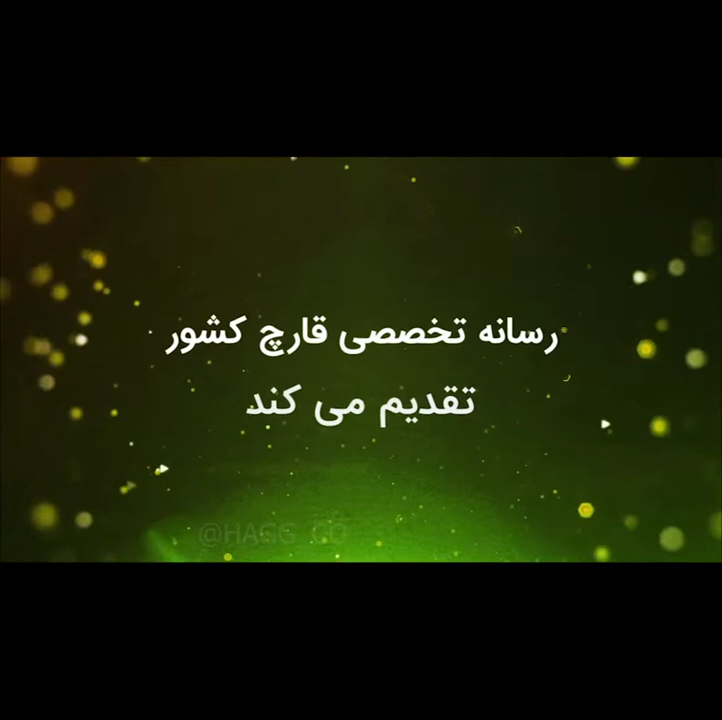 رسانه تخصصی قارچ کشور
تقدیم می کند